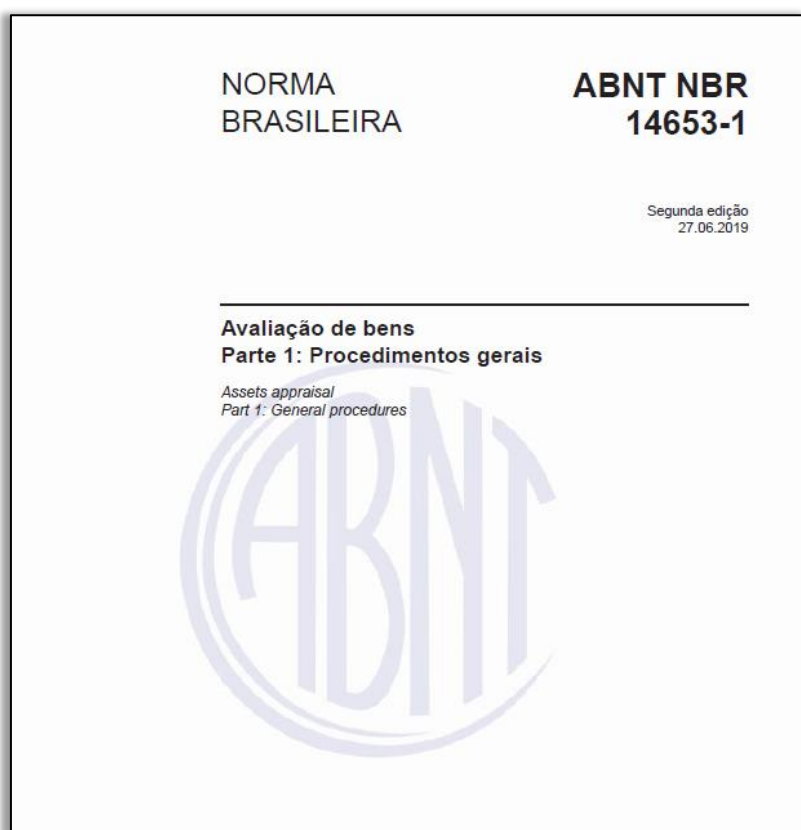 NORMA
BRASILEIRA
ABNT NBR
14653-1
Segunda edição
27.06.2019
Avaliação de bens
Parte 1: Procedimentos gerais
Assets appraisal
Part 1: General procedures
ABNT